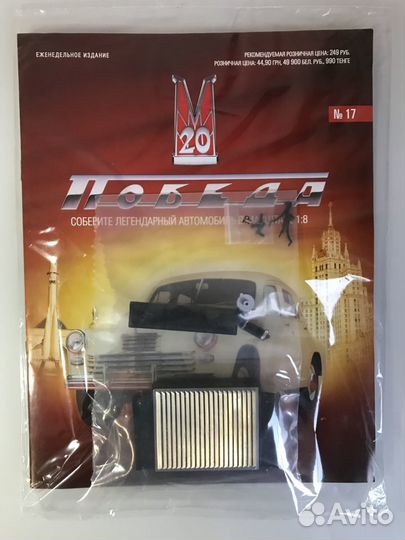 ЕЖЕНЕДЕЛЬНОЕ ИЗДАНИЕ
РЕКОМЕНДУЕМАЯ РОЗНИЧНАЯ ЦЕНА: 249 РУБ.
РОЗНИЧНАЯ ЦЕНА: 44,90 ГРН, 49 900 БЕЛ. РУБ., 990 ТЕНГЕ
№ 17
М
20
ПОБЕДА
СОБЕРИТЕ ЛЕГЕНДАРНЫЙ АВТОМОБИЛЬ 1:8
Avito